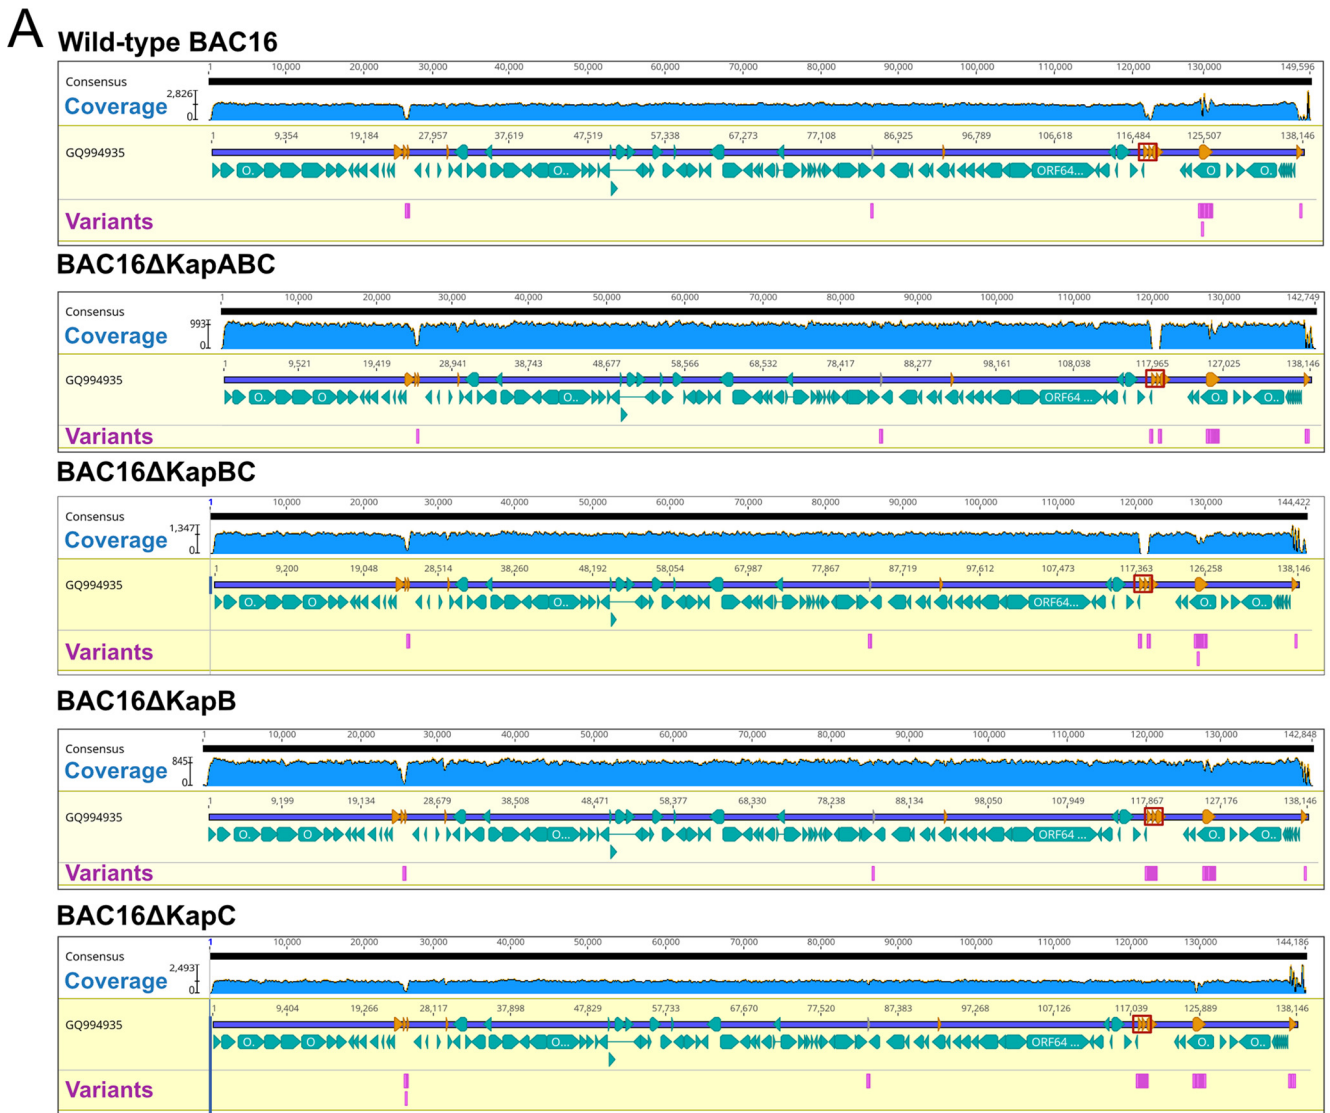 A
Wild-type BAC16
1 10,000 20,000 30,000 40,000 50,000 60,000 70,000 80,000 90,000 100,000 110,000 120,000 130,000 149,596
Consensus
2,826
Coverage
0
1 9,354 19,184 27,957 37,619 47,519 57,338 67,273 77,108 86,925 96,789 106,618 116,484 125,507 138,146
GQ994935
O. O.. ORF64... O O.
Variants
BAC16ΔKapABC
1 10,000 20,000 30,000 40,000 50,000 60,000 70,000 80,000 90,000 100,000 110,000 120,000 130,000 142,749
Consensus
993
Coverage
0
1 9,521 19,419 28,941 38,743 48,677 58,566 68,532 78,417 88,277 98,161 108,038 117,965 127,025 138,146
GQ994935
O. O O.. ORF64 ... O. O..
Variants
BAC16ΔKapBC
1 10,000 20,000 30,000 40,000 50,000 60,000 70,000 80,000 90,000 100,000 110,000 120,000 130,000 144,422
Consensus
1,347
Coverage
0
1 9,200 19,048 28,514 38,260 48,192 58,054 67,987 77,867 87,719 97,612 107,473 117,363 126,258 138,146
GQ994935
O. O O.. ORF64... O. O..
Variants
BAC16ΔKapB
1 10,000 20,000 30,000 40,000 50,000 60,000 70,000 80,000 90,000 100,000 110,000 120,000 130,000 142,848
Consensus
845
Coverage
0
1 9,199 19,134 28,679 38,508 48,471 58,377 68,330 78,238 88,134 98,050 107,949 117,867 127,176 138,146
GQ994935
O. O O... ORF64 ... O. O..
Variants
BAC16ΔKapC
1 10,000 20,000 30,000 40,000 50,000 60,000 70,000 80,000 90,000 100,000 110,000 120,000 130,000 144,186
Consensus
2,493
Coverage
0
1 9,404 19,266 28,117 37,898 47,829 57,733 67,670 77,520 87,383 97,268 107,126 117,039 125,889 138,146
GQ994935
O. O O... ORF64 ... O. O..
Variants